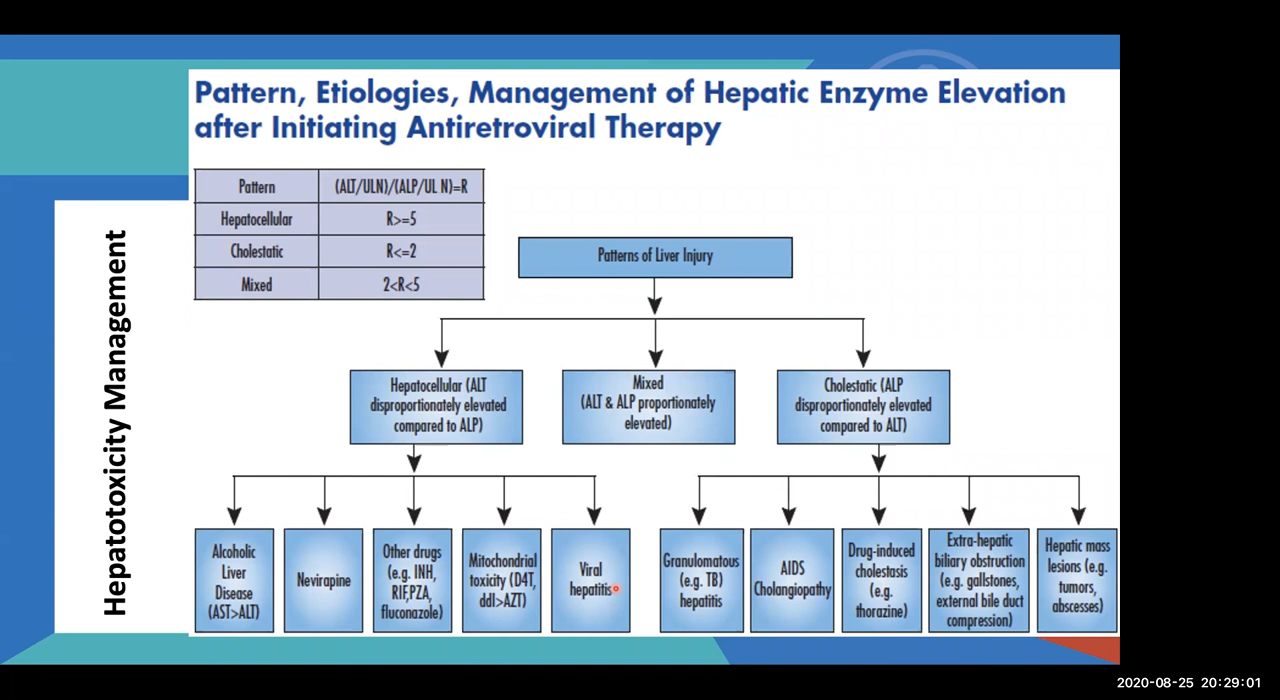 Pattern, Etiologies, Management of Hepatic Enzyme Elevation
after Initiating Antiretroviral Therapy
Hepatotoxicity Management
Pattern (ALT/ULN)/(ALP/UL N)=R
Hepatocellular R>=5
Cholestatic R<=2
Mixed 2<R<5
Patterns of Liver Injury
Hepatocellular (ALT
disproportionately elevated
compared to ALP)
Mixed
(ALT & ALP proportionately
elevated)
Cholestatic (ALP
disproportionately elevated
compared to ALT)
Alcoholic
Liver
Disease
(AST>ALT)
Nevirapine
Other drugs
(e.g. INH,
RIF,PZA,
fluconazole)
Mitochondrial
toxicity (D4T,
ddI>AZT)
Viral
hepatitis
Granulomatous
(e.g. TB)
hepatitis
AIDS
Cholangiopathy
Drug-induced
cholestasis
(e.g.
thorazine)
Extra-hepatic
biliary obstruction
(e.g. gallstones,
external bile duct
compression)
Hepatic mass
lesions (e.g.
tumors,
abscesses)
2020-08-25 20:29:01